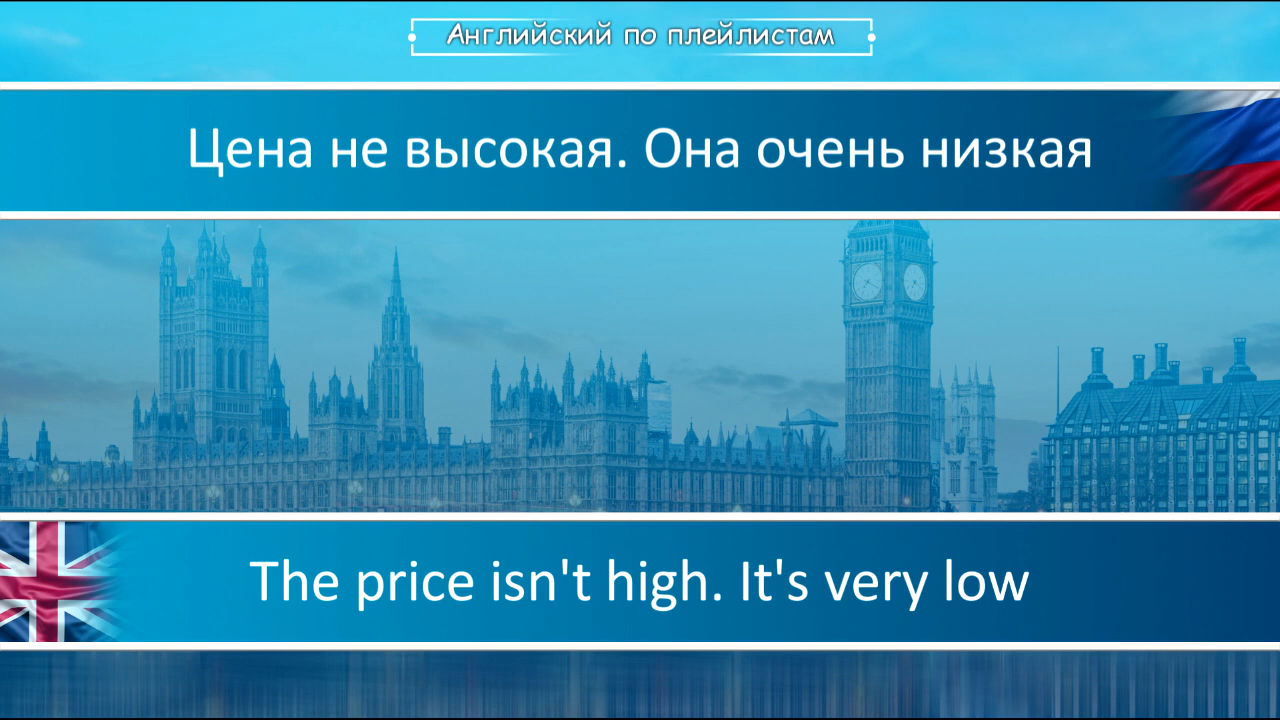 Английский по плейлистам
Цена не высокая. Она очень низкая
The price isn't high. It's very low